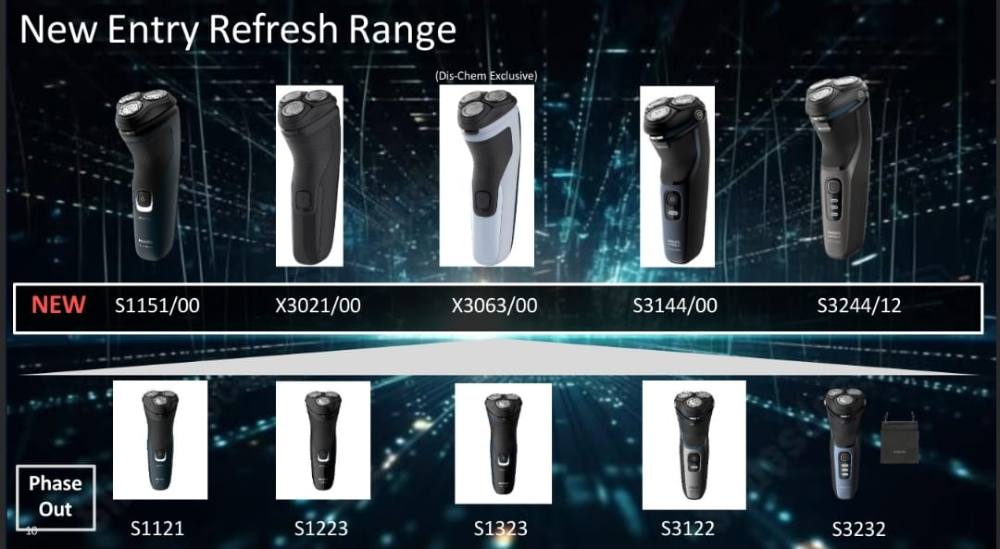 New Entry Refresh Range
(Dis-Chem Exclusive)
NEW S1151/00 X3021/00 X3063/00 S3144/00 S3244/12
Phase
Out
10
S1121 S1223 S1323 S3122 S3232